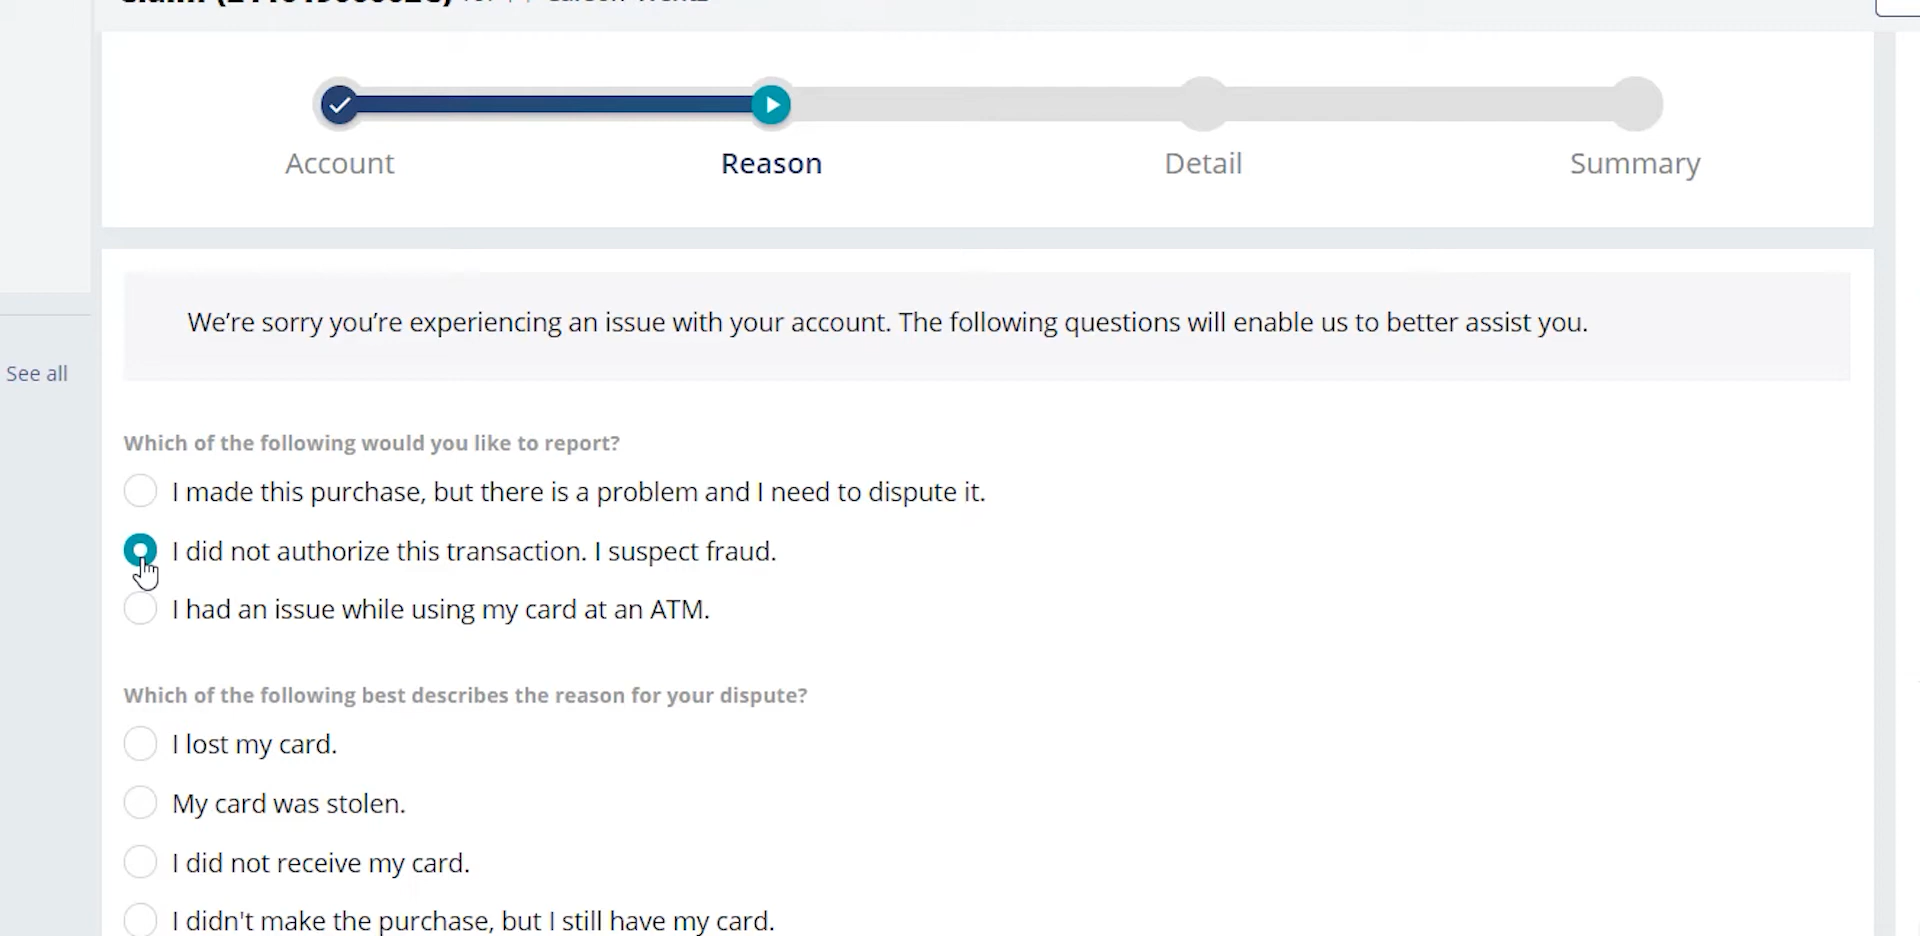 Account
Reason
Detail
Summary
We’re sorry you’re experiencing an issue with your account. The following questions will enable us to better assist you.
See all
Which of the following would you like to report?
I made this purchase, but there is a problem and I need to dispute it.
I did not authorize this transaction. I suspect fraud.
I had an issue while using my card at an ATM.
Which of the following best describes the reason for your dispute?
I lost my card.
My card was stolen.
I did not receive my card.
I didn't make the purchase, but I still have my card.